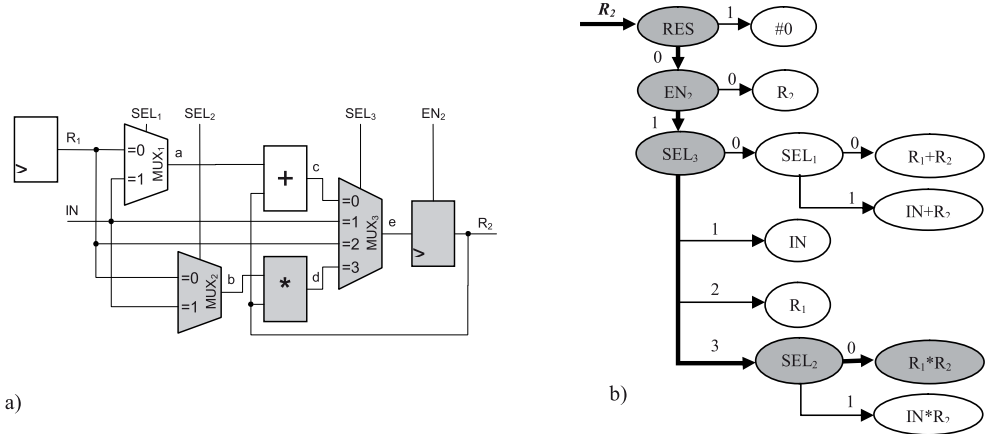 SEL₁ SEL₂ SEL₃ EN₂
R₁
=0
=1
MUX₁
a
IN
+
c
=0
=1
=2
=3
MUX₃
e
R₂
=0
=1
MUX₂
b
*
d
a)
R₂
RES
1
#0
0
EN₂
0
R₂
1
SEL₃
0
SEL₁
0
R₁+R₂
1
IN+R₂
1
IN
2
R₁
3
SEL₂
0
R₁*R₂
1
IN*R₂
b)